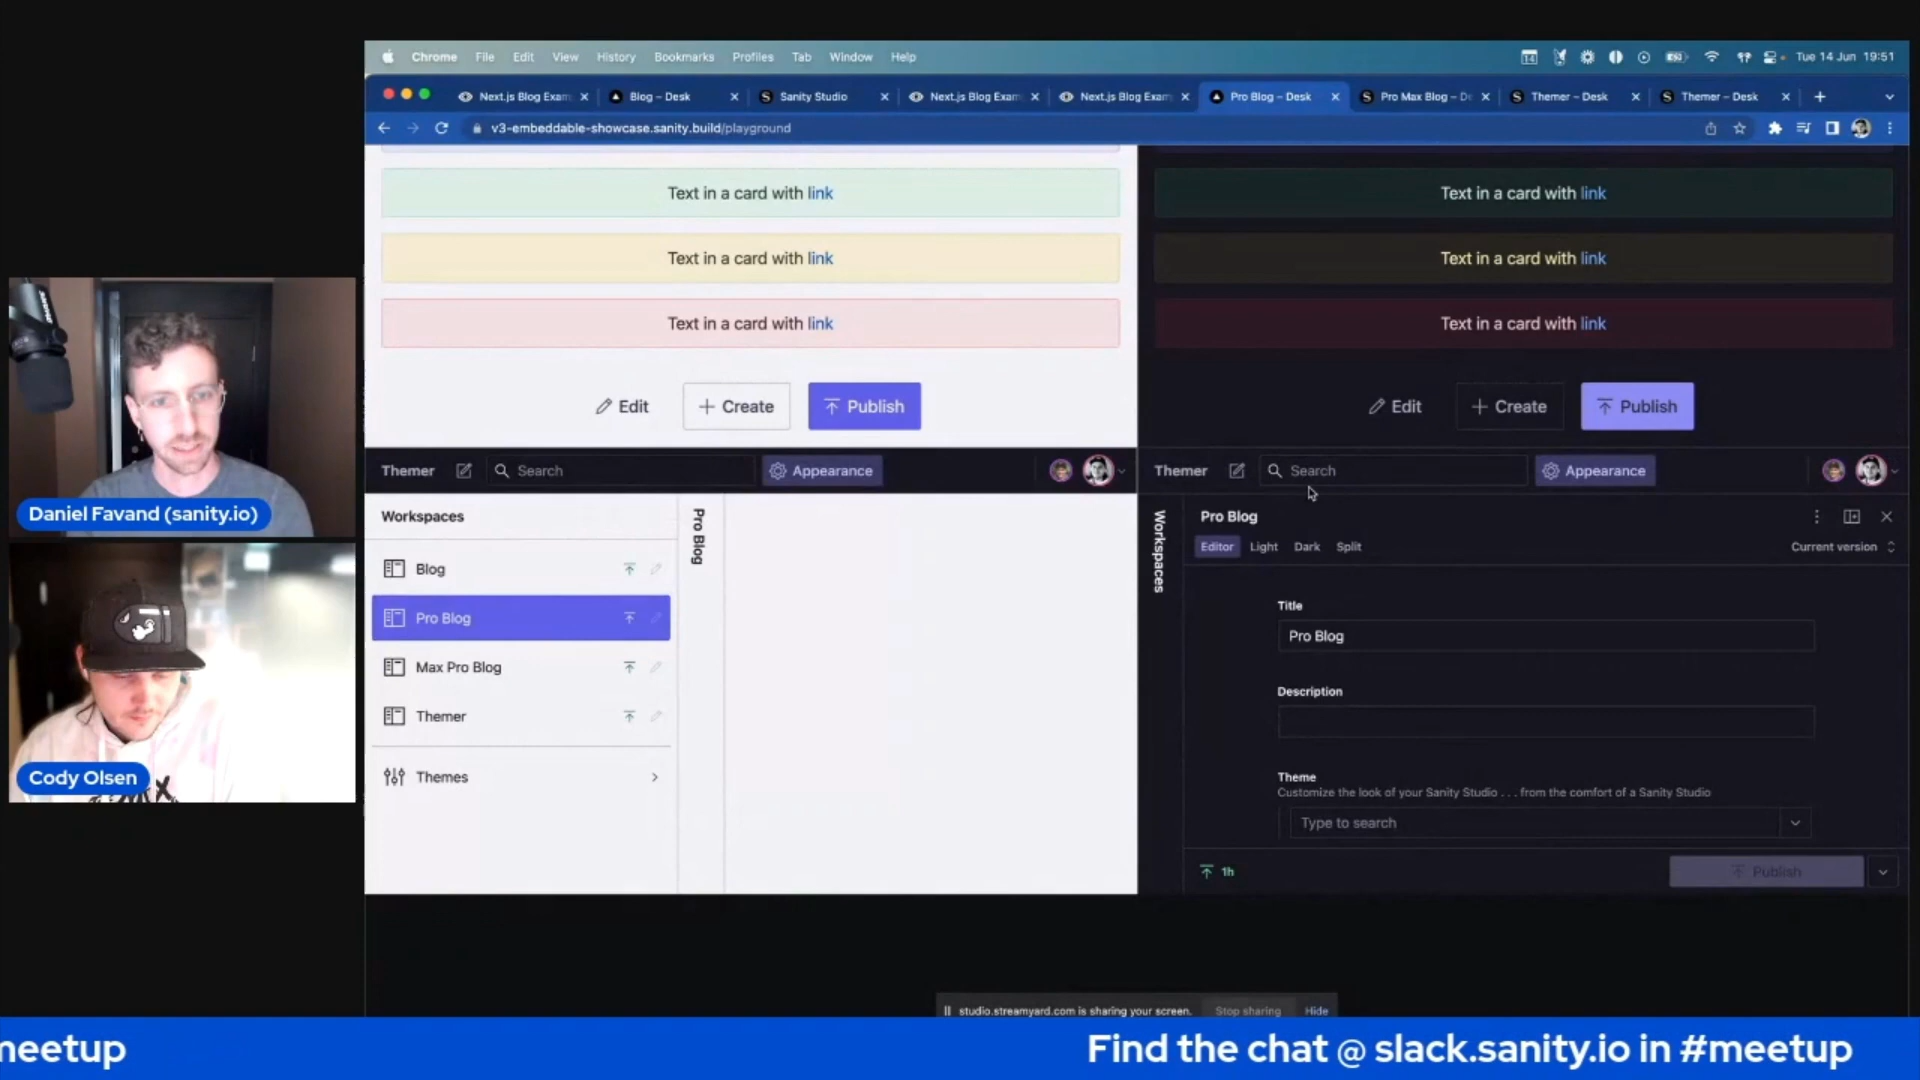 Chrome File Edit View History Bookmarks Profiles Tab Window Help
14 Tue 14 Jun 19:51
Next.js Blog Exam Blog – Desk Sanity Studio Next.js Blog Exam Next.js Blog Exam Pro Blog – Desk Pro Max Blog – De Themer – Desk Themer – Desk
v3-embeddable-showcase.sanity.build/playground
Text in a card with link
Text in a card with link
Text in a card with link
Text in a card with link
Text in a card with link
Text in a card with link
Edit Create Publish
Edit Create Publish
Themer Search Appearance
Themer Search Appearance
Workspaces
Blog
Pro Blog
Max Pro Blog
Themer
Themes
Pro Blog
Workspaces
Pro Blog
Editor Light Dark Split
Current version
Title
Pro Blog
Description
Theme
Customize the look of your Sanity Studio . . . from the comfort of a Sanity Studio
Type to search
1h
Publish
Daniel Favand (sanity.io)
Cody Olsen
studio.streamyard.com is sharing your screen. Stop sharing Hide
meetup
Find the chat @ slack.sanity.io in #meetup